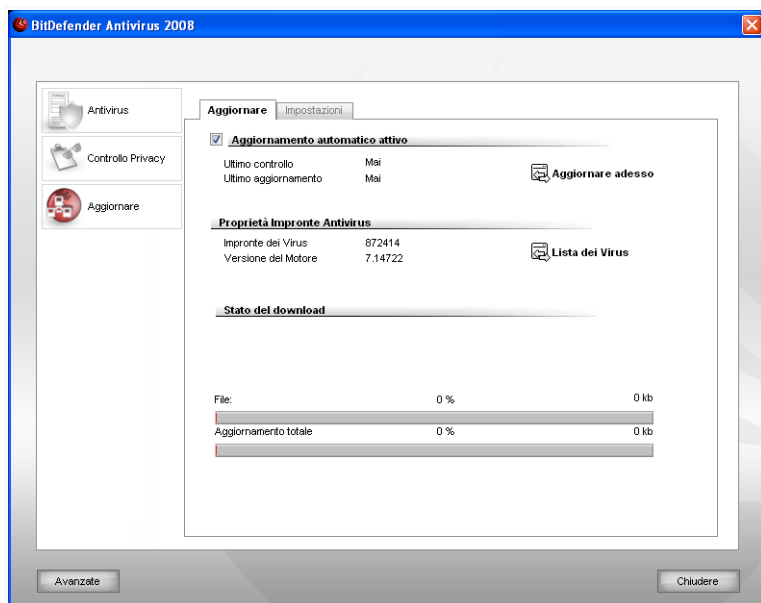 BitDefender Antivirus 2008
Antivirus
Controllo Privacy
Aggiornare
Aggiornare Impostazioni
Aggiornamento automatico attivo
Ultimo controllo Mai
Ultimo aggiornamento Mai
Aggiornare adesso
Proprietà Impronte Antivirus
Impronte dei Virus 872414
Versione del Motore 7.14722
Lista dei Virus
Stato del download
File: 0 % 0 kb
Aggiornamento totale 0 % 0 kb
Avanzate Chiudere